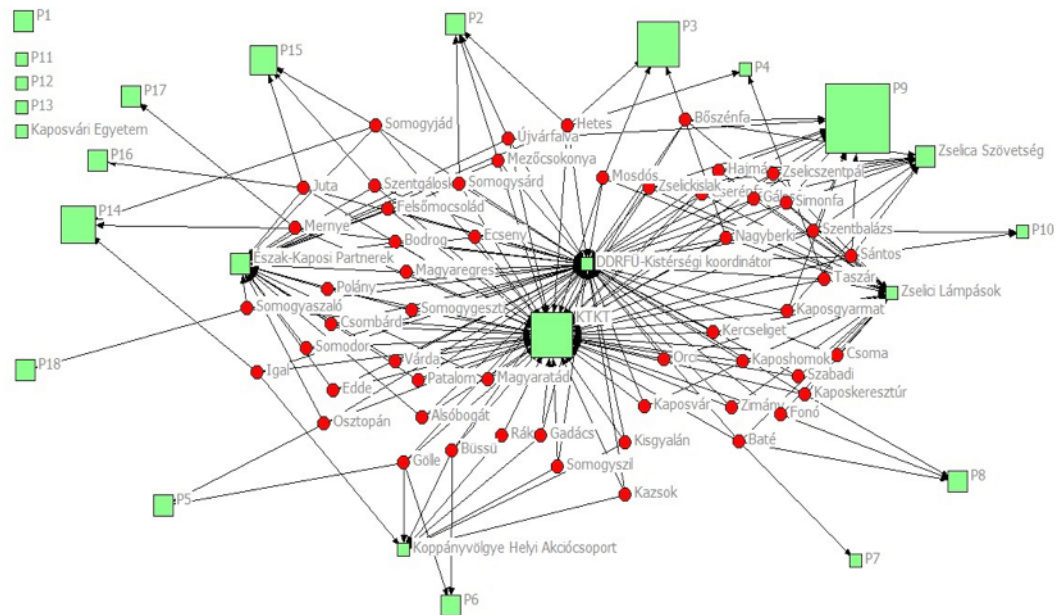 P1
P2
P3
P15
P11
P4
P12
P9
P17
P13
Somogyjád
Újvárfalva
Hetes
Bőszénfa
Kaposvári Egyetem
Zselica Szövetség
P16
Mezőcsokonya
Hajmá
Zselicszentpál
Juta
Szentgálosk
Somogysárd
Mosdós
Zselickislak
Gál
Simonfa
P14
Felsőmocsolád
Mernye
Bodrog
Ecseny
Nagyberki
Szentbalázs
P10
Észak-Kaposi Partnerek
DDRFÜ-Kistérségi koordinátor
Sántos
Magyaregres
Taszár
Polány
Zselici Lámpások
Somogyaszaló
Somogygeszti
KTKT
Kaposgyarmat
Csombárd
Kercseliget
Somodor
Várda
Orci
Kaposhomok
Csoma
P18
Igal
Patalom
Magyaratád
Szabadi
Edde
Kaposkeresztúr
Osztopán
Alsóbogát
Kaposvár
Zimány
Fonó
Rák
Gadács
Kisgyalán
Baté
Gölle
Büssü
Somogyszil
P8
P5
Kazsok
Koppányvölgye Helyi Akciócsoport
P7
P6